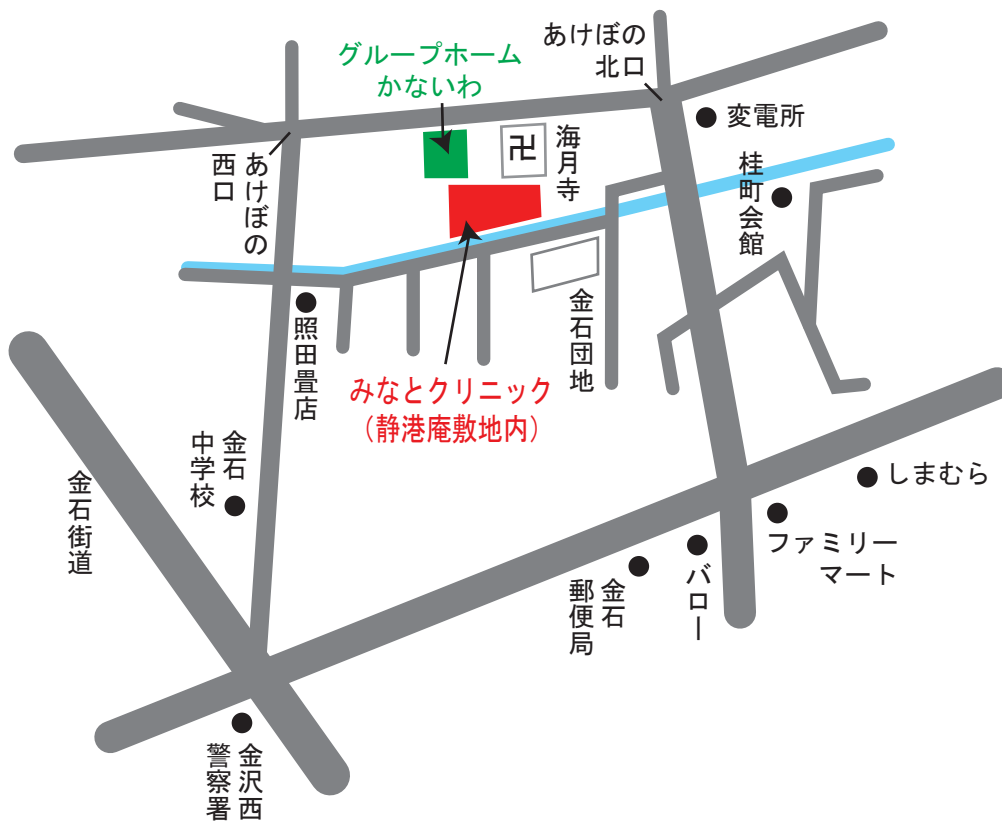 グループホーム
かないわ
あけぼの
北口
変電所
海月寺
卍
桂町会館
あけぼの
西口
照田畳店
金石団地
みなとクリニック
（静港庵敷地内）
金石
中学校
金石街道
しまむら
ファミリー
マート
バロー
金石
郵便局
金沢西
警察署